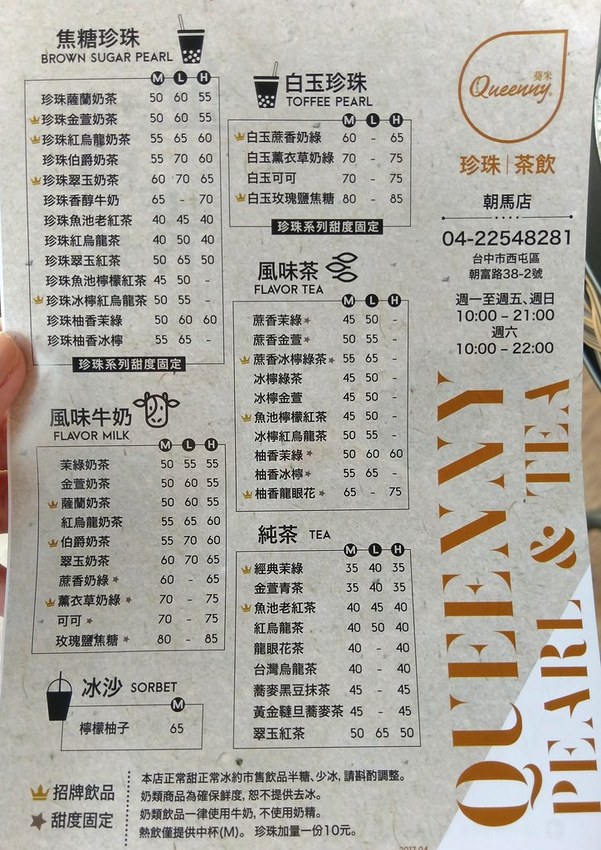 焦糖珍珠
BROWN SUGAR PEARL
M L H
珍珠薩蘭奶茶 50 60 55
珍珠金萱奶茶 50 60 55
珍珠紅烏龍奶茶 55 65 60
珍珠伯爵奶茶 55 70 60
珍珠翠玉奶茶 60 70 65
珍珠香醇牛奶 65 - 70
珍珠魚池老紅茶 40 45 40
珍珠紅烏龍茶 40 50 40
珍珠翠玉紅茶 50 65 50
珍珠魚池檸檬紅茶 45 50 -
珍珠冰檸紅烏龍茶 50 55 -
珍珠柚香茉綠 50 60 60
珍珠柚香冰檸 55 65 -
珍珠系列甜度固定
風味牛奶
FLAVOR MILK
M L H
茉綠奶茶 50 55 55
金萱奶茶 50 60 55
薩蘭奶茶 50 60 55
紅烏龍奶茶 55 65 60
伯爵奶茶 55 70 60
翠玉奶茶 60 70 65
蔗香奶綠★ 60 - 65
薰衣草奶綠★ 70 - 75
可可★ 70 - 75
玫瑰鹽焦糖★ 80 - 85
冰沙 SORBET
M
檸檬柚子 65
白玉珍珠
TOFFEE PEARL
M L H
白玉蔗香奶綠 60 - 65
白玉薰衣草奶綠 70 - 75
白玉可可 70 - 75
白玉玫瑰鹽焦糖 80 - 85
珍珠系列甜度固定
風味茶
FLAVOR TEA
M L H
蔗香茉綠★ 45 50 -
蔗香金萱★ 50 55 -
蔗香冰檸綠茶★ 55 65 -
冰檸綠茶 45 50 -
冰檸金萱 45 50 -
魚池檸檬紅茶 45 50 -
冰檸紅烏龍茶 50 55 -
柚香茉綠★ 50 60 60
柚香冰檸★ 55 65 -
柚香龍眼花★ 65 - 75
純茶 TEA
M L H
經典茉綠 35 40 35
金萱青茶 35 40 35
魚池老紅茶 40 45 40
紅烏龍茶 40 50 40
龍眼花茶 40 - 40
台灣烏龍茶 40 - 40
蕎麥黑豆抹茶 45 - 45
黃金韃旦蕎麥茶 45 - 45
翠玉紅茶 50 65 50
招牌飲品
★ 甜度固定
本店正常甜正常冰約市售飲品半糖、少冰,請斟酌調整。
奶類商品為確保鮮度,恕不提供去冰。
奶類飲品一律使用牛奶,不使用奶精。
熱飲僅提供中杯(M)。 珍珠加量一份10元。
2017.04
葵米
Queenny®
珍珠|茶飲
朝馬店
04-22548281
台中市西屯區
朝富路38-2號
週一至週五、週日
10:00 – 21:00
週六
10:00 – 22:00
QUEENNY
PEARL & TEA